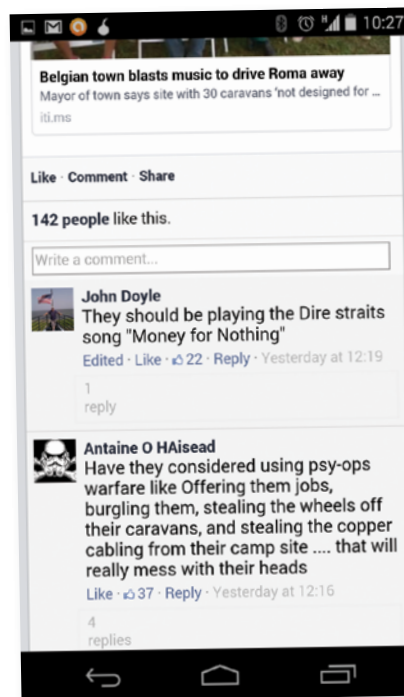 10:27
Belgian town blasts music to drive Roma away
Mayor of town says site with 30 caravans 'not designed for ...
iti.ms
Like · Comment · Share
142 people like this.
Write a comment...
John Doyle
They should be playing the Dire straits
song "Money for Nothing"
Edited · Like · 22 · Reply · Yesterday at 12:19
1
reply
Antaine O HAisead
Have they considered using psy-ops
warfare like Offering them jobs,
burgling them, stealing the wheels off
their caravans, and stealing the copper
cabling from their camp site .... that will
really mess with their heads
Like · 37 · Reply · Yesterday at 12:16
4
replies